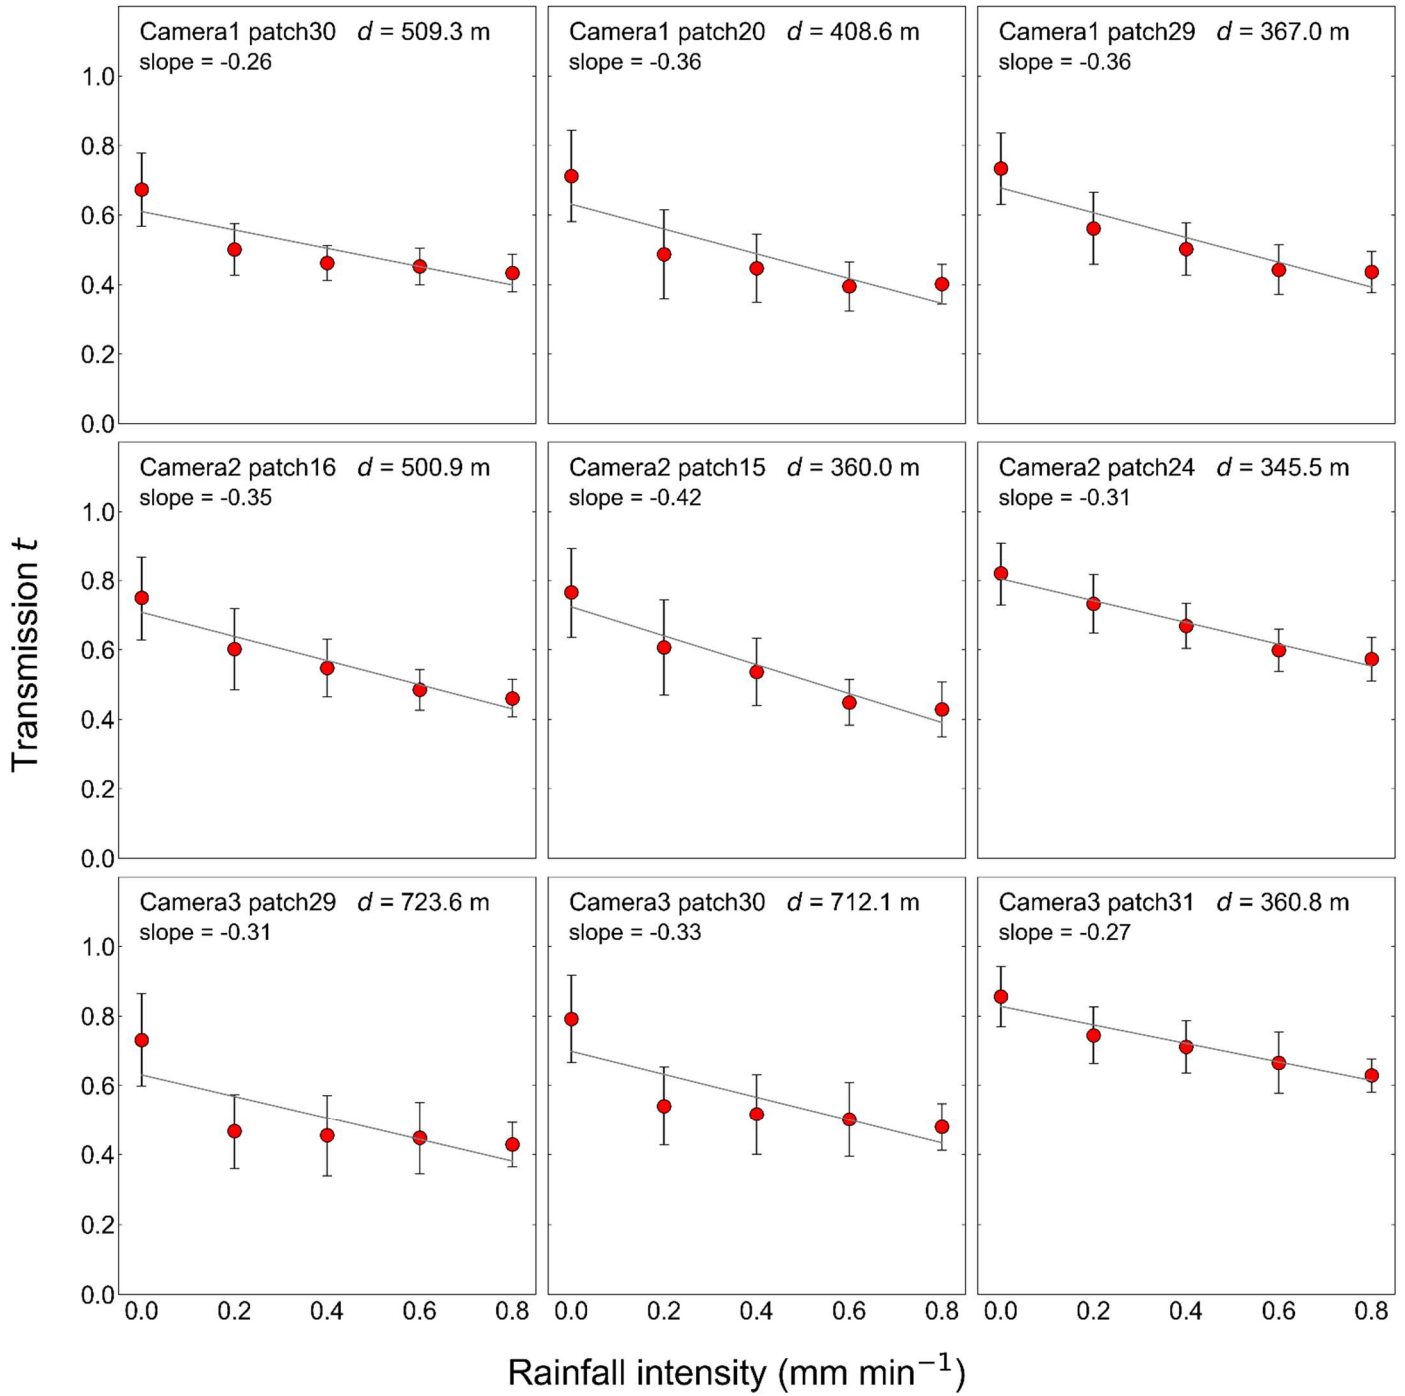 Camera1 patch30 d = 509.3 m
slope = -0.26
Camera1 patch20 d = 408.6 m
slope = -0.36
Camera1 patch29 d = 367.0 m
slope = -0.36
1.0
0.8
0.6
0.4
0.2
0.0
Camera2 patch16 d = 500.9 m
slope = -0.35
Camera2 patch15 d = 360.0 m
slope = -0.42
Camera2 patch24 d = 345.5 m
slope = -0.31
1.0
0.8
0.6
0.4
0.2
0.0
Transmission t
Camera3 patch29 d = 723.6 m
slope = -0.31
Camera3 patch30 d = 712.1 m
slope = -0.33
Camera3 patch31 d = 360.8 m
slope = -0.27
1.0
0.8
0.6
0.4
0.2
0.0
0.0 0.2 0.4 0.6 0.8
0.0 0.2 0.4 0.6 0.8
0.0 0.2 0.4 0.6 0.8
Rainfall intensity (mm min⁻¹)